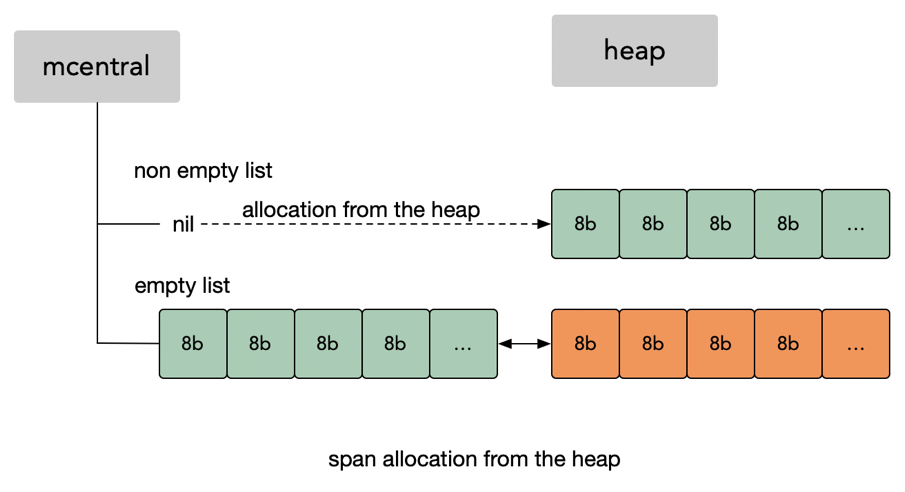 mcentral
heap
non empty list
nil
allocation from the heap
8b 8b 8b 8b ...
empty list
8b 8b 8b 8b ...
8b 8b 8b 8b ...
span allocation from the heap